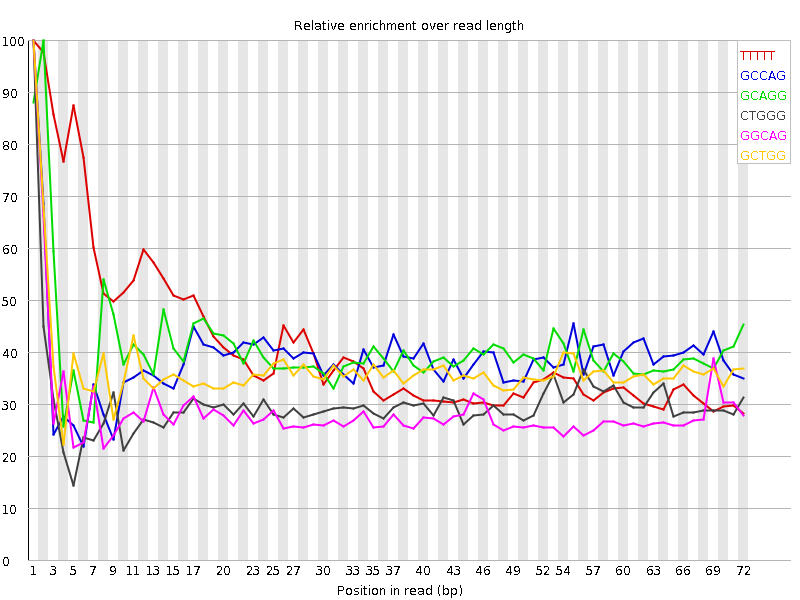 Relative enrichment over read length
100
90
80
70
60
50
40
30
20
10
0
TTTTT
GCCAG
GCAGG
CTGGG
GGCAG
GCTGG
1 3 5 7 9 11 13 15 17 20 23 25 27 30 33 35 37 40 43 46 49 52 54 57 60 63 66 69 72
Position in read (bp)